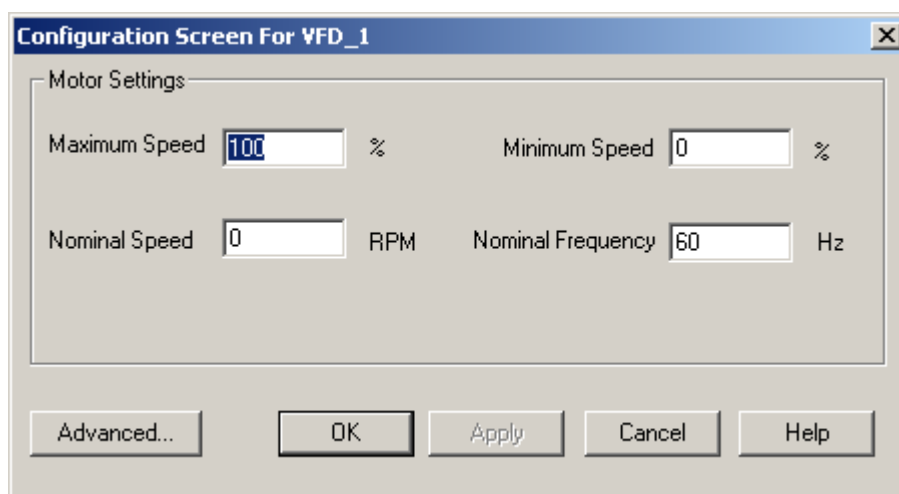 Configuration Screen For VFD_1
Motor Settings
Maximum Speed 100 % Minimum Speed 0 %
Nominal Speed 0 RPM Nominal Frequency 60 Hz
Advanced... OK Apply Cancel Help